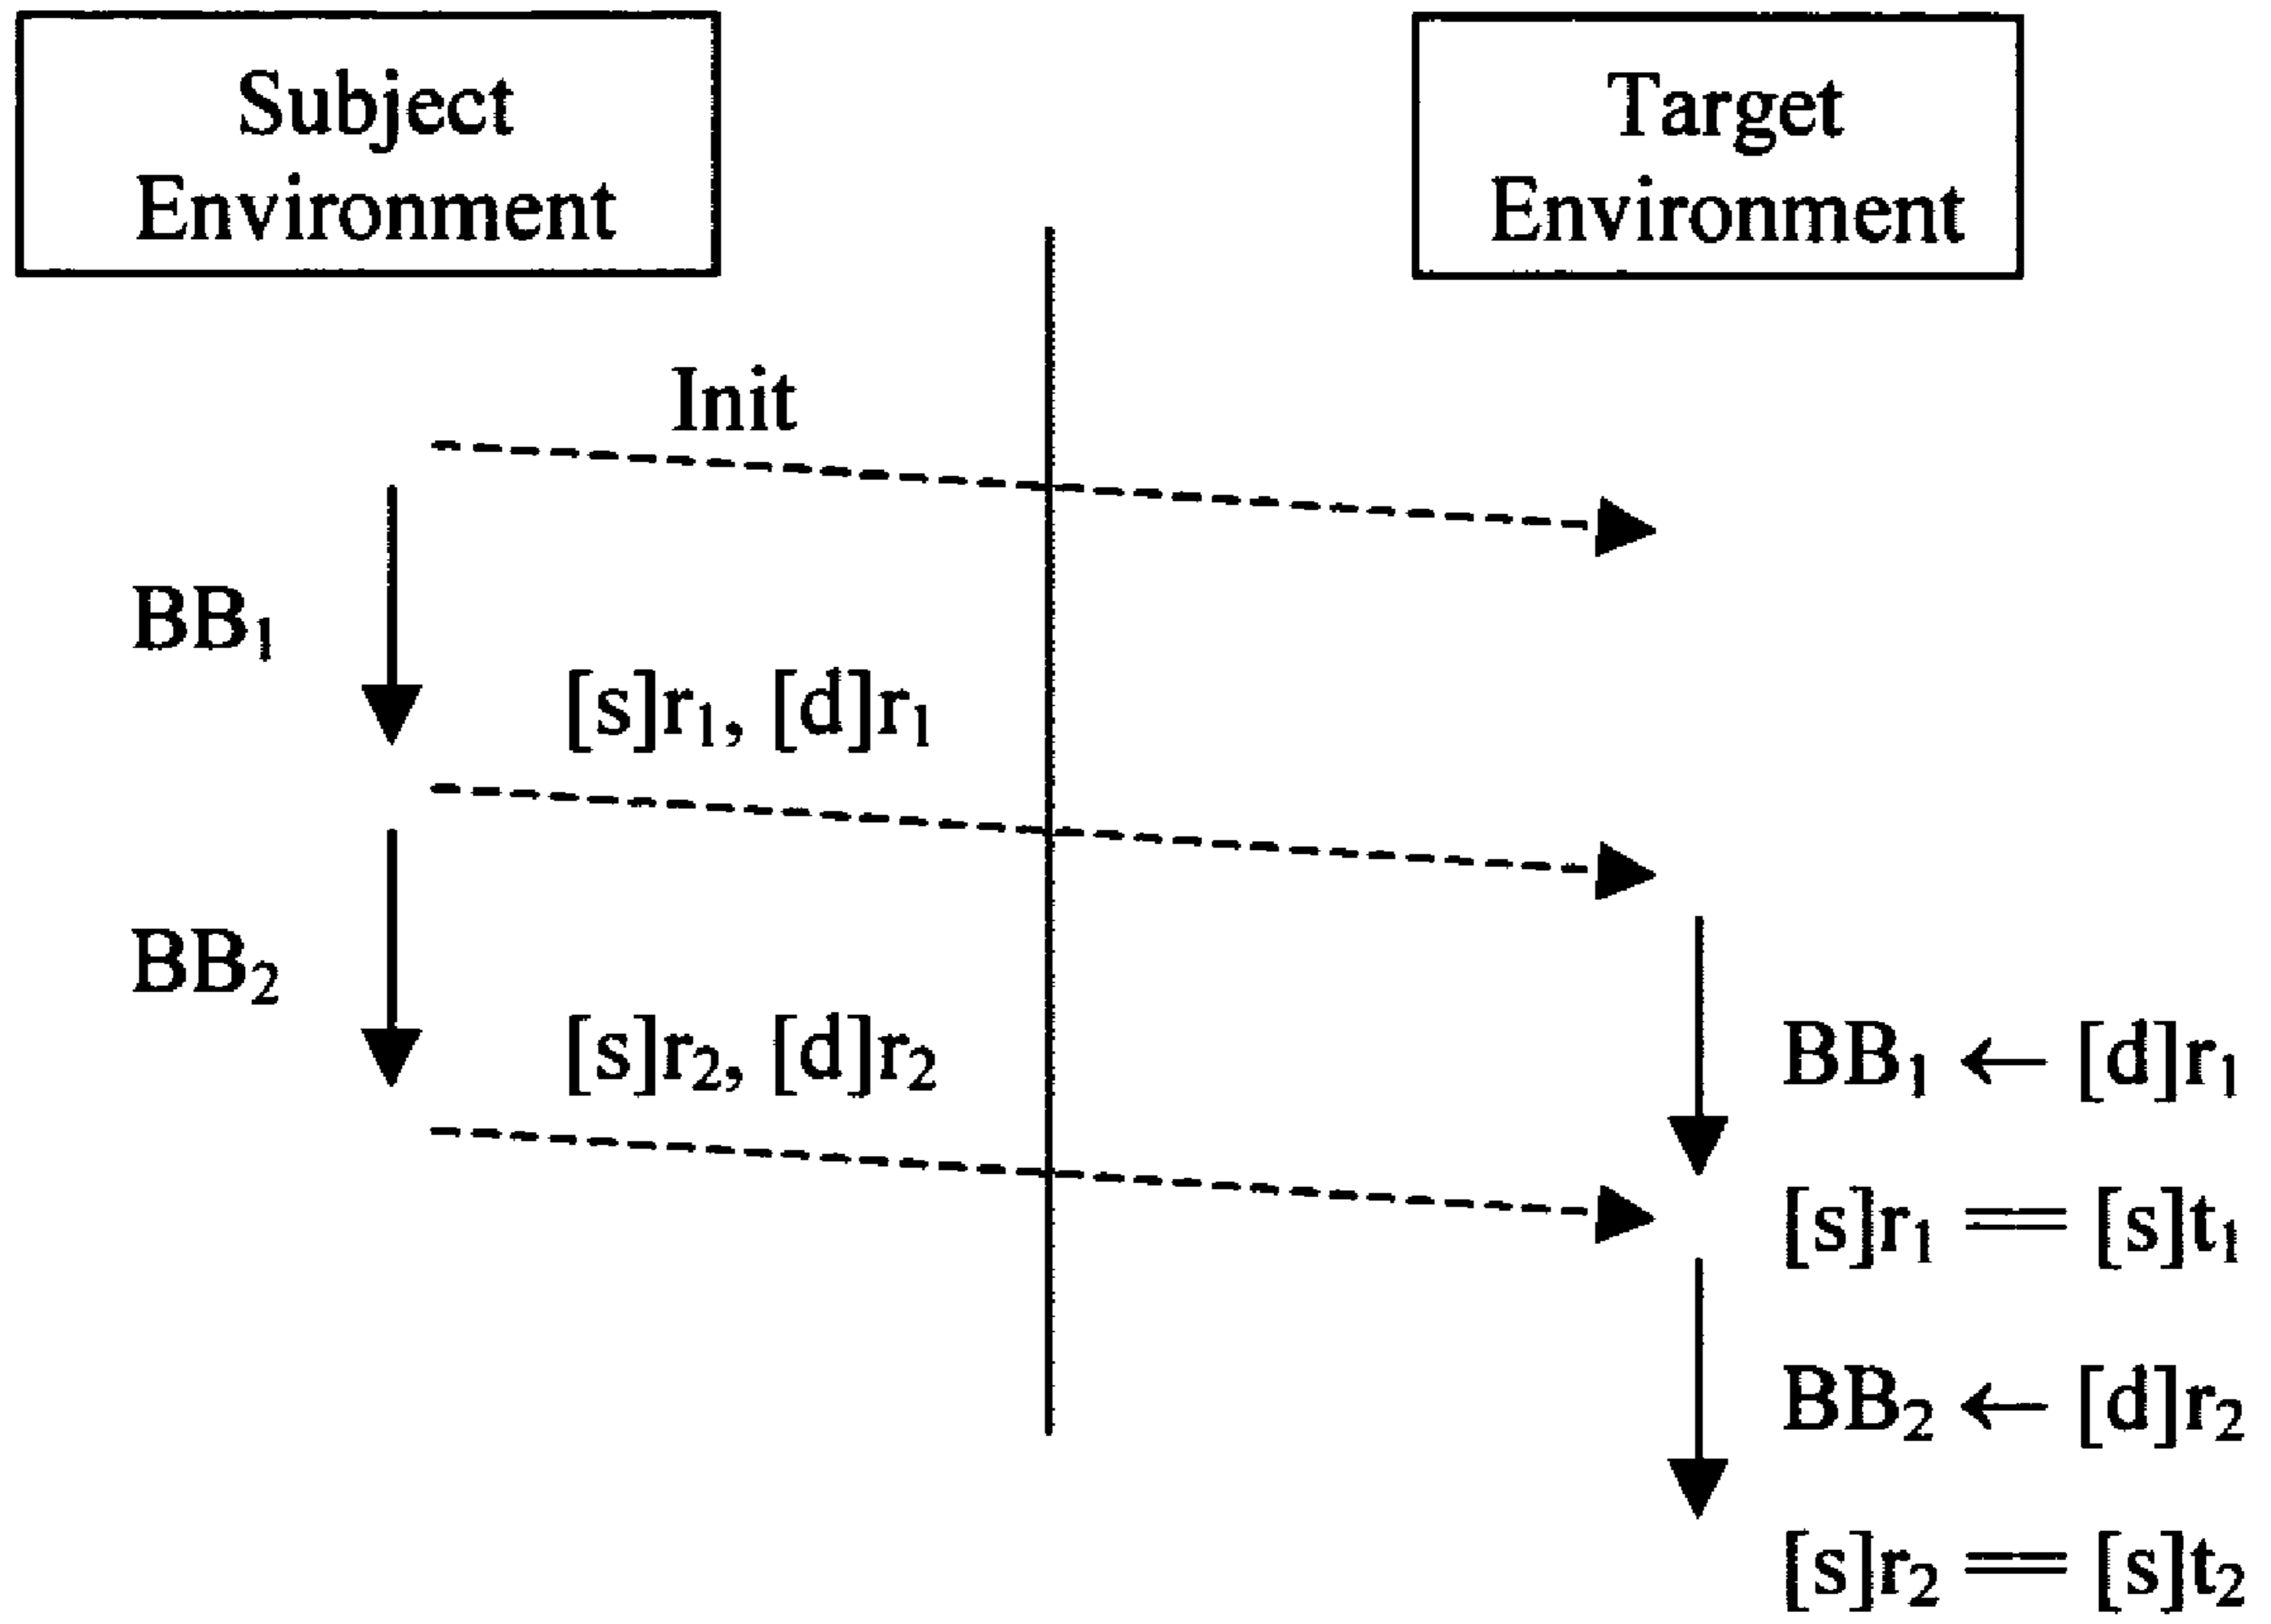 Subject
Environment
Target
Environment
Init
BB₁
[s]r₁, [d]r₁
BB₂
[s]r₂, [d]r₂
BB₁ ← [d]r₁
[s]r₁ == [s]t₁
BB₂ ← [d]r₂
[s]r₂ == [s]t₂